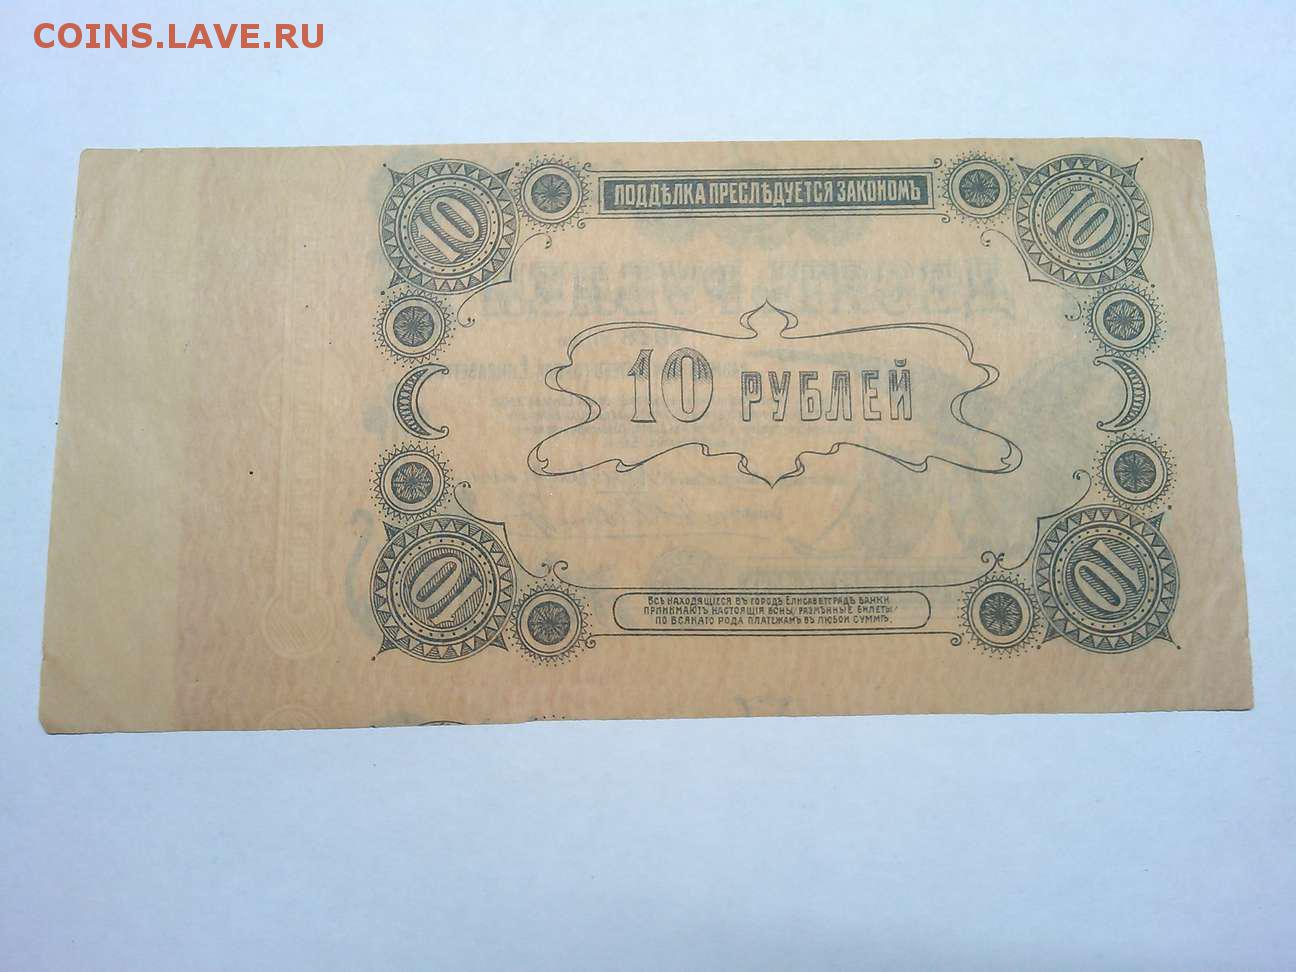 COINS.LAVE.RU
10
ПОДДѢЛКА ПРЕСЛѢДУЕТСЯ ЗАКОНОМЪ
10
10 РУБЛЕЙ
10
ВСѢ НАХОДЯЩІЕСЯ ВЪ ГОРОДѢ ЕЛИСАВЕТГРАДѢ БАНКИ
ПРИНИМАЮТЪ НАСТОЯЩІЯ БОНЫ /РАЗМѢННЫЕ БИЛЕТЫ/
ПО ВСЯКАГО РОДА ПЛАТЕЖАМЪ ВЪ ЛЮБОЙ СУММѢ.
10